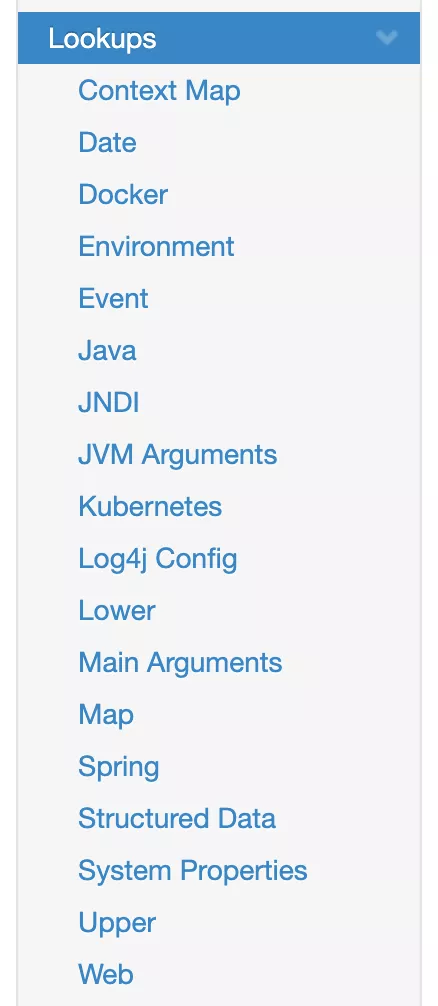 Lookups
Context Map
Date
Docker
Environment
Event
Java
JNDI
JVM Arguments
Kubernetes
Log4j Config
Lower
Main Arguments
Map
Spring
Structured Data
System Properties
Upper
Web